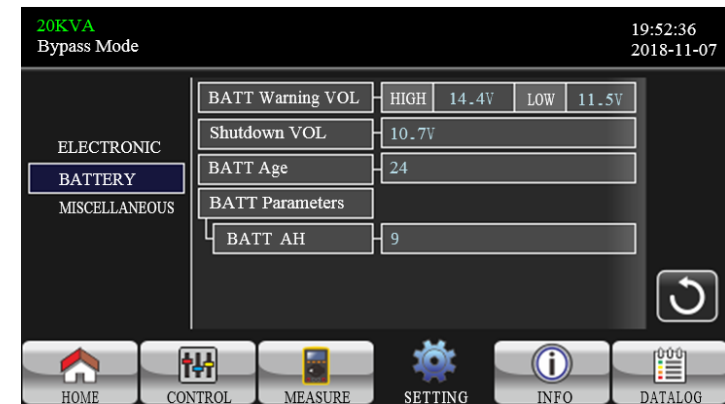 20KVA
19:52:36
Bypass Mode
2018-11-07
BATT Warning VOL HIGH 14.4V LOW 11.5V
Shutdown VOL 10.7V
ELECTRONIC
BATT Age 24
BATTERY
BATT Parameters
MISCELLANEOUS
BATT AH 9
HOME CONTROL MEASURE SETTING INFO DATALOG